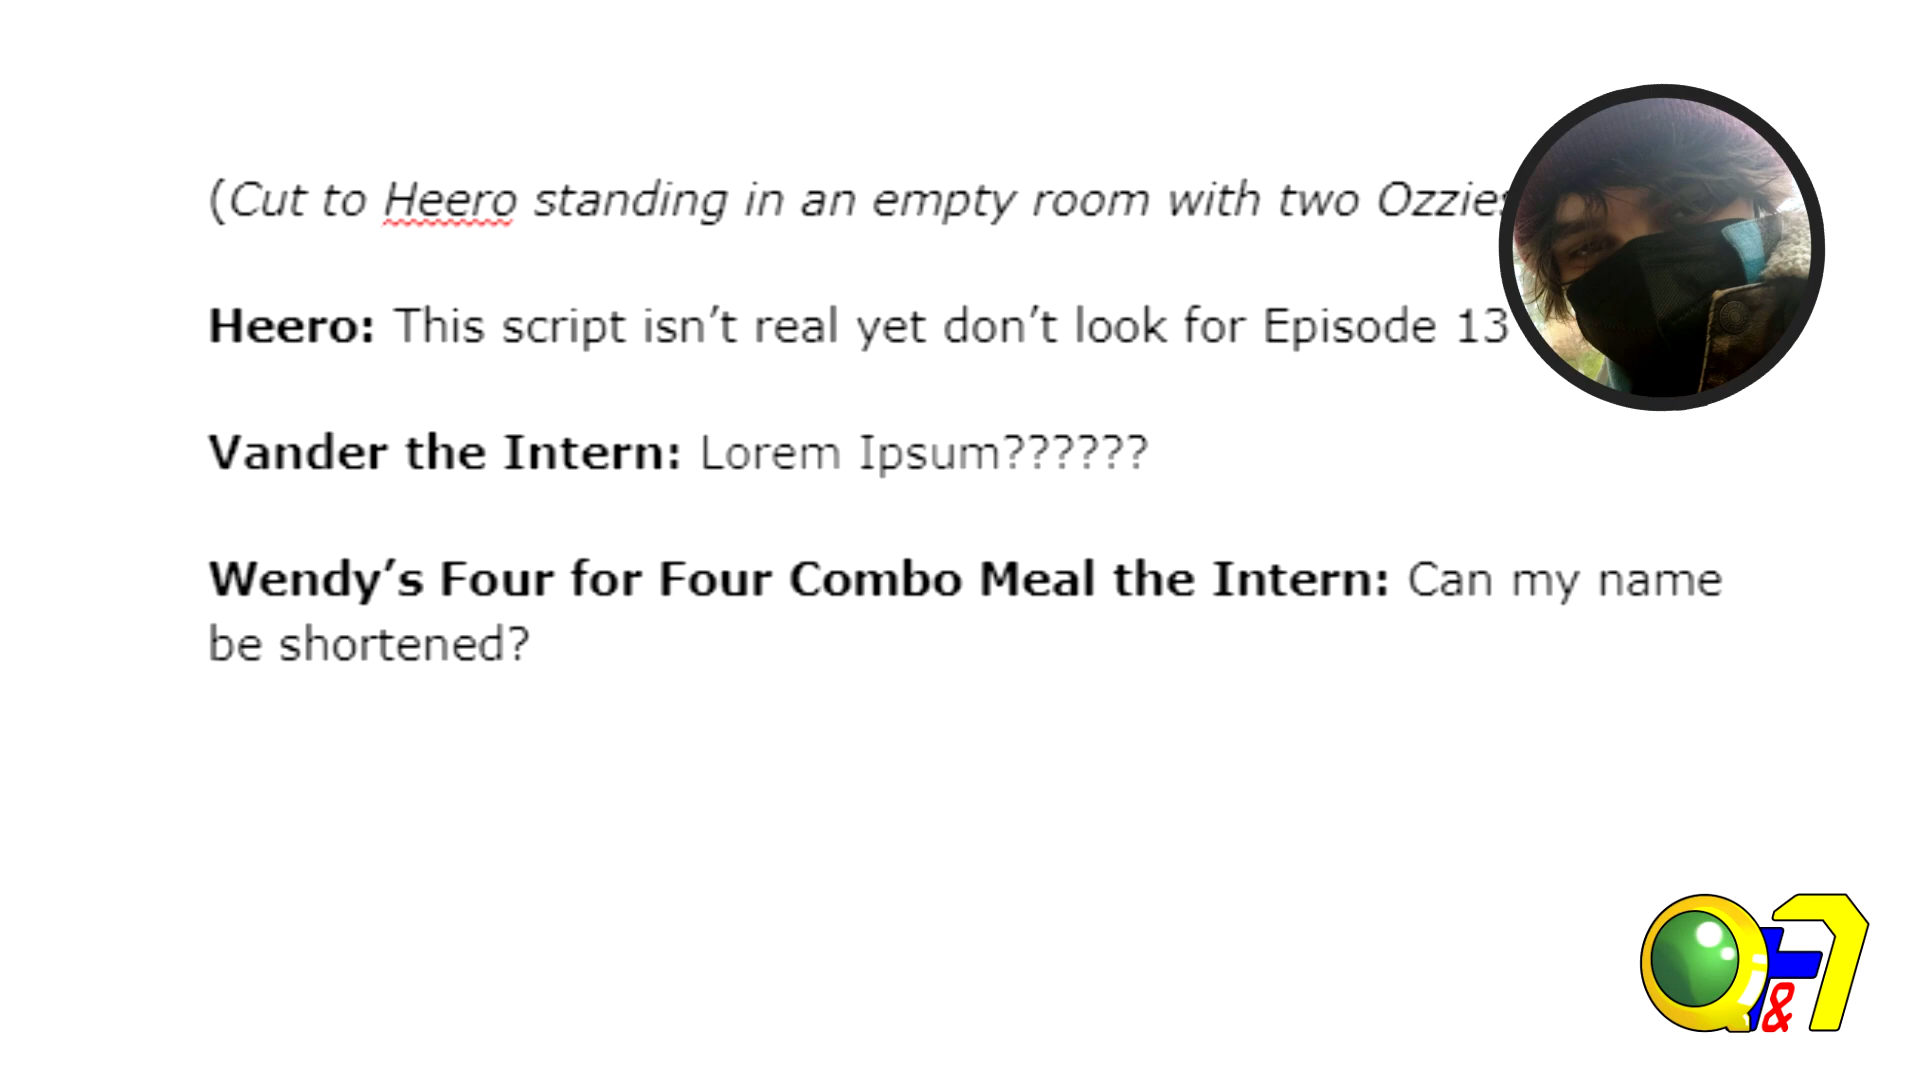 (Cut to Heero standing in an empty room with two
Heero: This script isn’t real yet don’t look for Episode 13
Vander the Intern: Lorem Ipsum??????
Wendy’s Four for Four Combo Meal the Intern: Can my name
be shortened?
Q&A